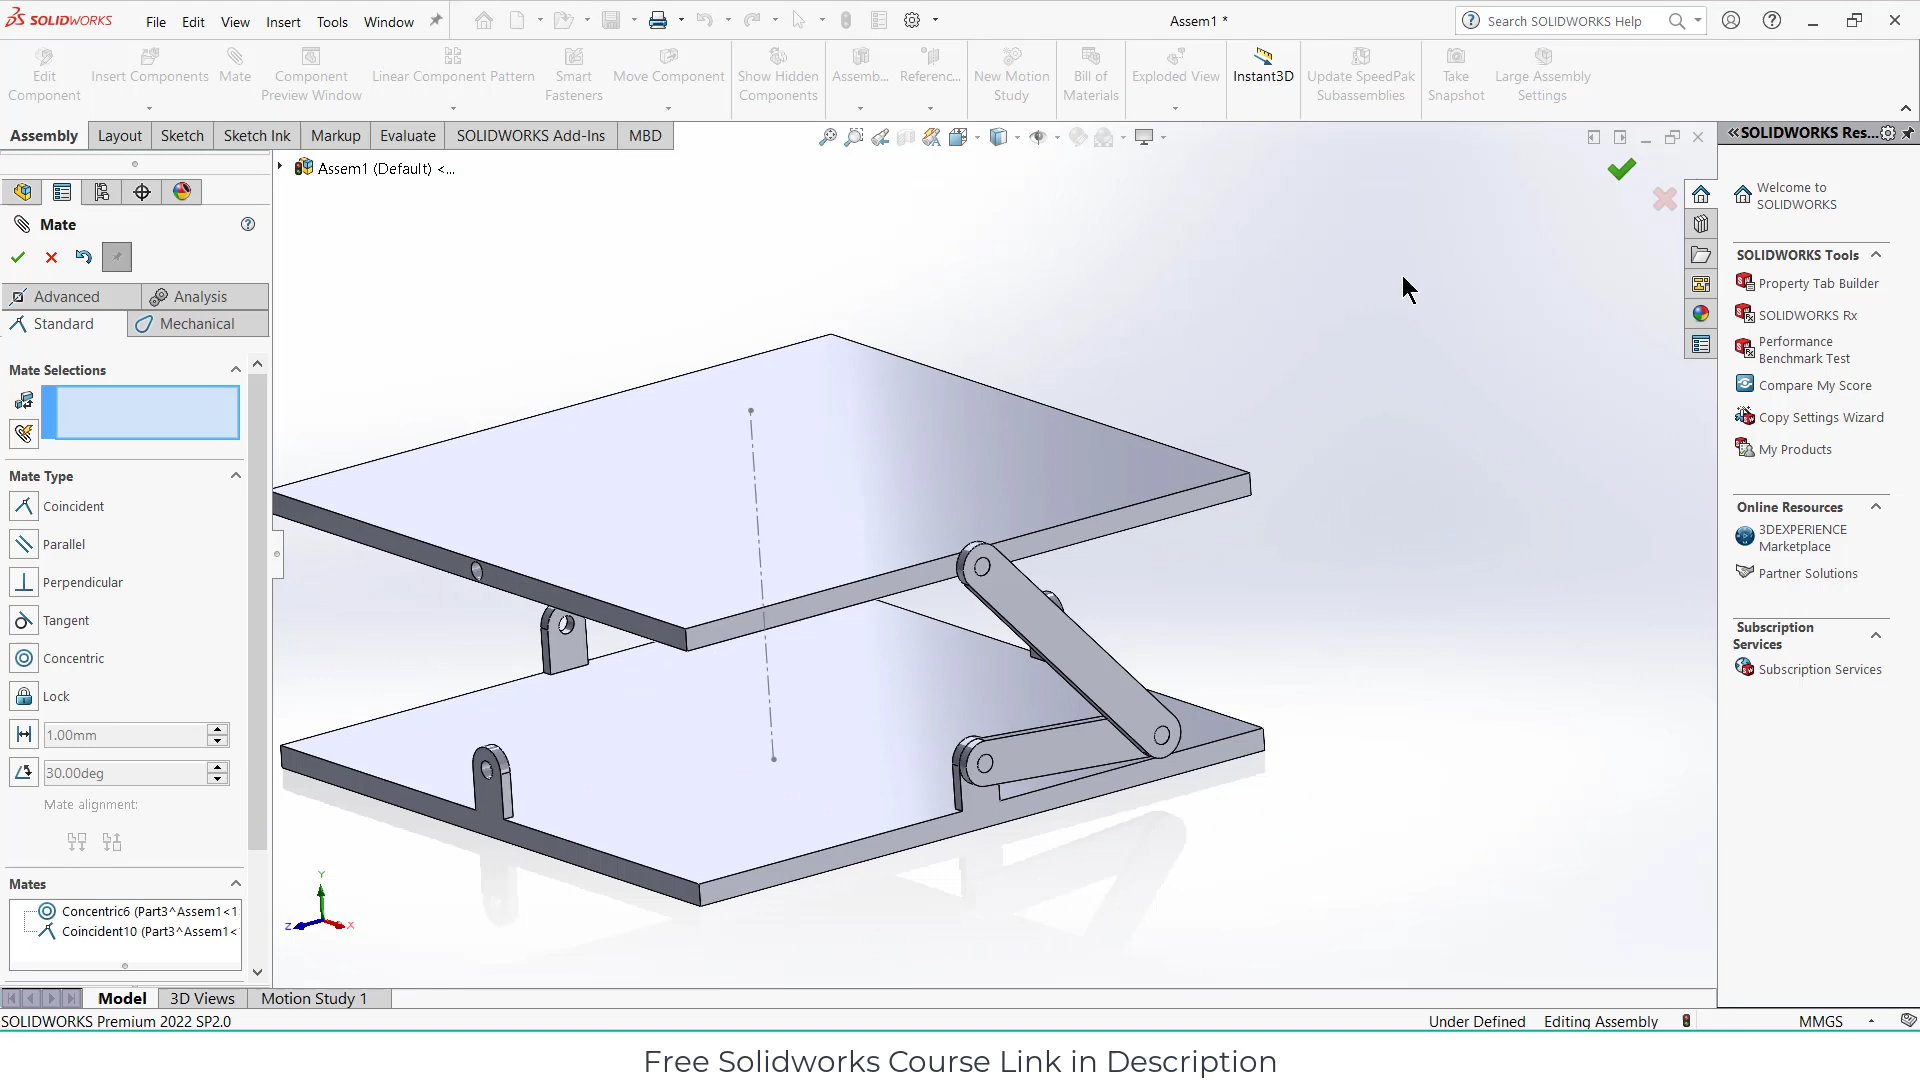 SOLIDWORKS File Edit View Insert Tools Window Assem1 * Search SOLIDWORKS Help
Edit Component Insert Components Mate Component Preview Window Linear Component Pattern Smart Fasteners Move Component Show Hidden Components Assemb... Referenc... New Motion Study Bill of Materials Exploded View Instant3D Update SpeedPak Subassemblies Take Snapshot Large Assembly Settings
Assembly Layout Sketch Sketch Ink Markup Evaluate SOLIDWORKS Add-Ins MBD
SOLIDWORKS Res...
Assem1 (Default) <...
Mate
Advanced Analysis
Standard Mechanical
Mate Selections
Mate Type
Coincident
Parallel
Perpendicular
Tangent
Concentric
Lock
1.00mm
30.00deg
Mate alignment:
Mates
Concentric6 (Part3^Assem1<1
Coincident10 (Part3^Assem1<
Y
Z
X
Welcome to
SOLIDWORKS
SOLIDWORKS Tools
Property Tab Builder
SOLIDWORKS Rx
Performance
Benchmark Test
Compare My Score
Copy Settings Wizard
My Products
Online Resources
3DEXPERIENCE
Marketplace
Partner Solutions
Subscription
Services
Subscription Services
Model 3D Views Motion Study 1
SOLIDWORKS Premium 2022 SP2.0 Under Defined Editing Assembly MMGS
Free Solidworks Course Link in Description